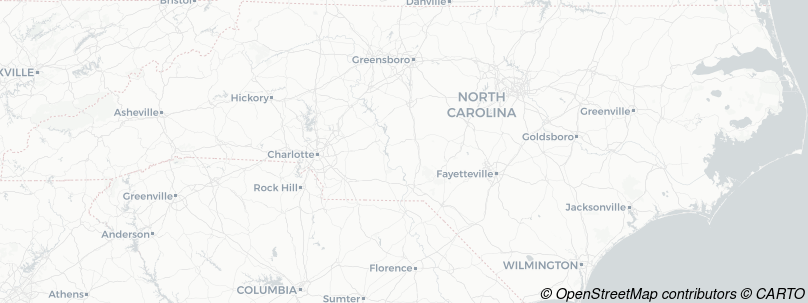 Bristol
Danville
Greensboro
XVILLE
Hickory
NORTH
CAROLINA
Asheville
Greenville
Goldsboro
Charlotte
Fayetteville
Rock Hill
Greenville
Jacksonville
Anderson
WILMINGTON
Florence
COLUMBIA
Athens
Sumter
© OpenStreetMap contributors © CARTO